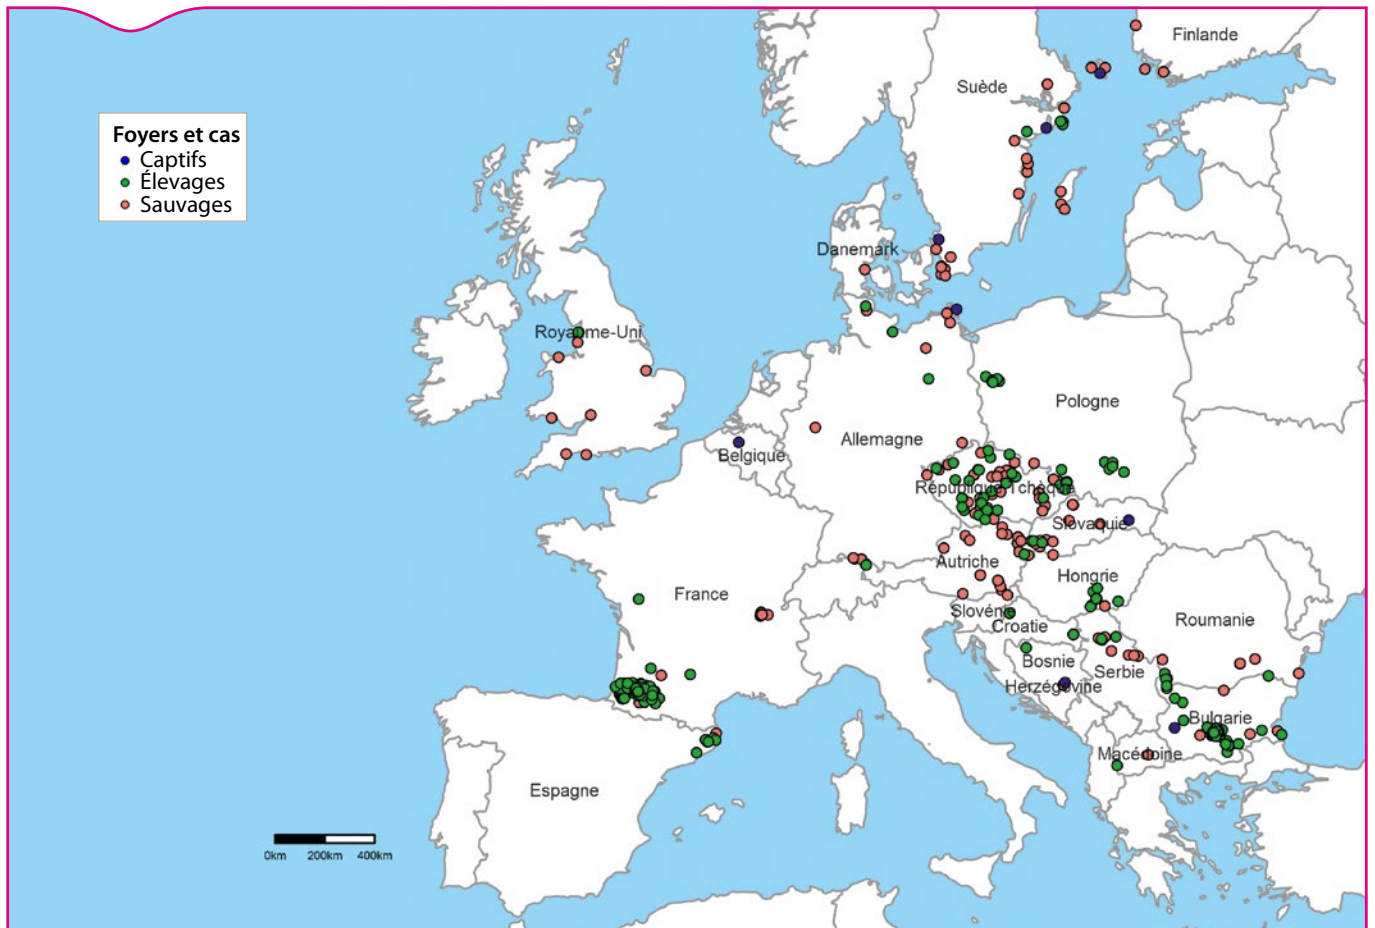 Foyers et cas
Captifs
Élevages
Sauvages
Finlande
Suède
Danemark
Royaume-Uni
Pologne
Allemagne
Belgique
République Tchèque
Slovaquie
Autriche
Hongrie
France
Slovénie
Croatie
Roumanie
Bosnie
Herzégovine
Serbie
Bulgarie
Macédoine
Espagne
0km 200km 400km